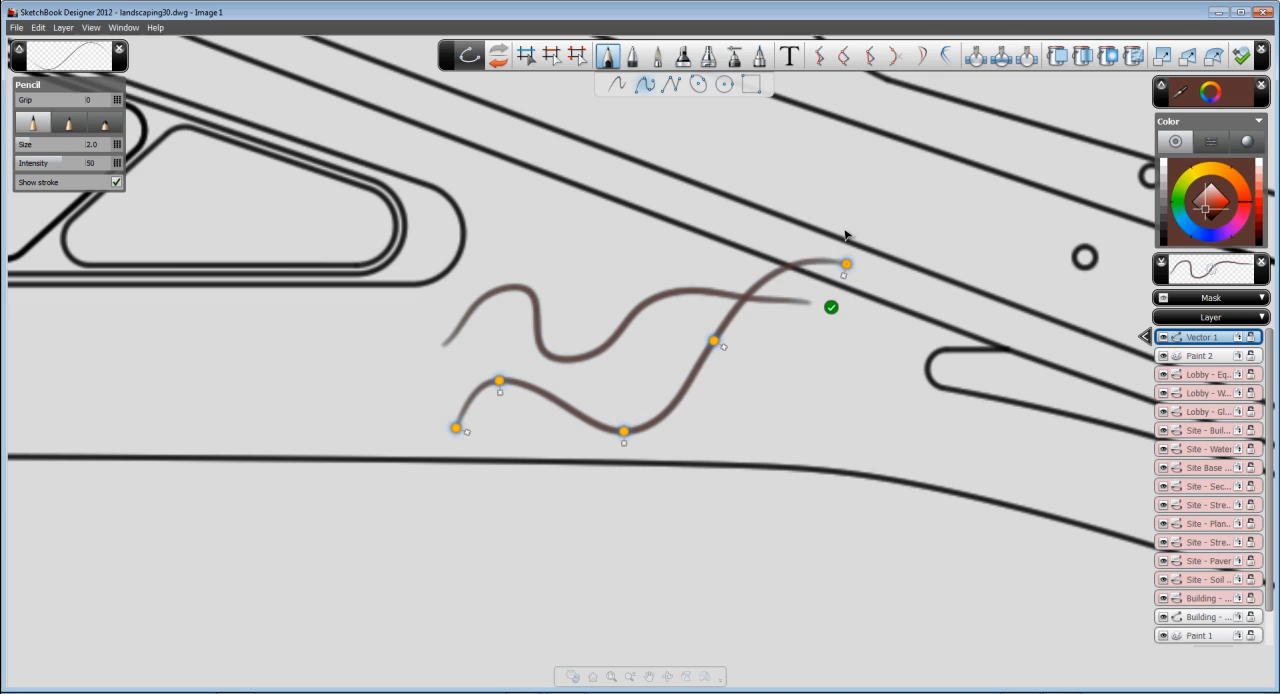 SketchBook Designer 2012 - landscaping30.dwg - Image 1
File Edit Layer View Window Help
T
Pencil
Grip 0
Size 2.0
Intensity 50
Show stroke
Color
Mask
Layer
Vector 1
Paint 2
Lobby - Eq..
Lobby - W...
Lobby - Gl...
Site - Buil...
Site - Water
Site Base ...
Site - Sec...
Site - Stre...
Site - Plan...
Site - Stre...
Site - Paver
Site - Soil ..
Building - ...
Building - ...
Paint 1